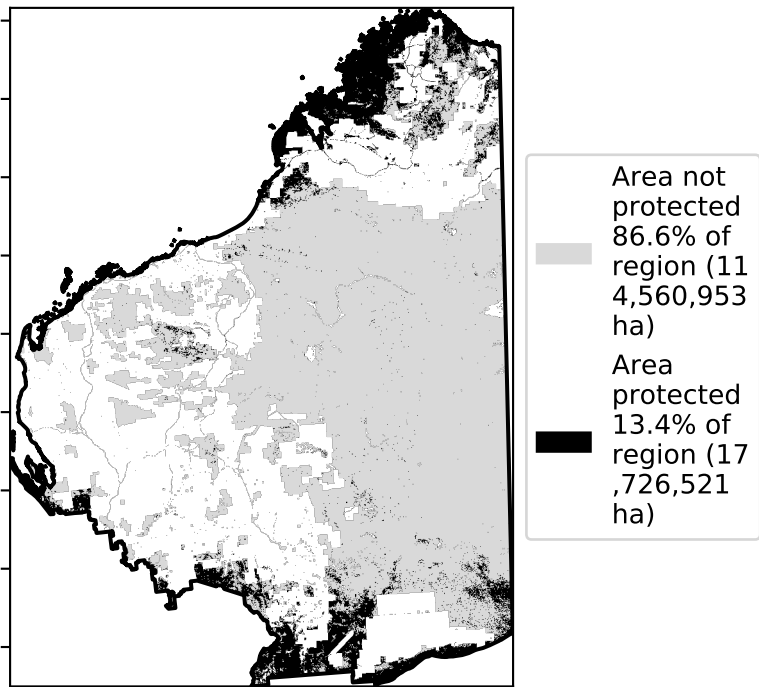 Area not
protected
86.6% of
region (11
4,560,953
ha)
Area
protected
13.4% of
region (17
,726,521
ha)